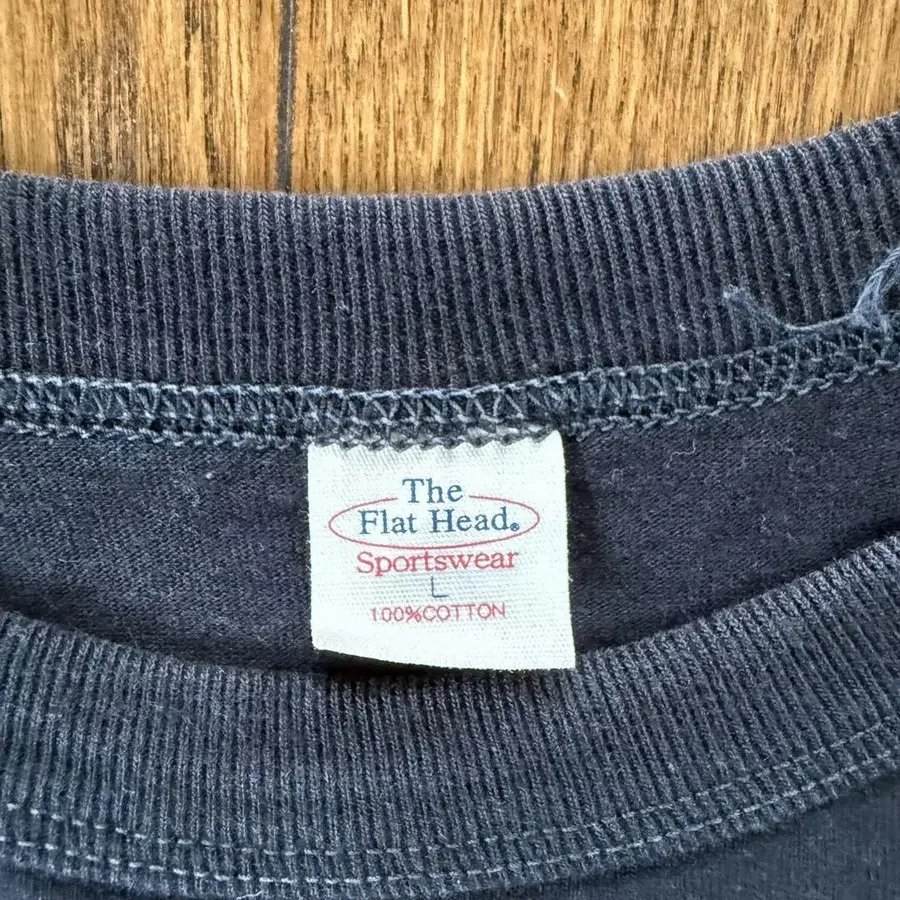 The
Flat Head®
Sportswear
L
100%COTTON